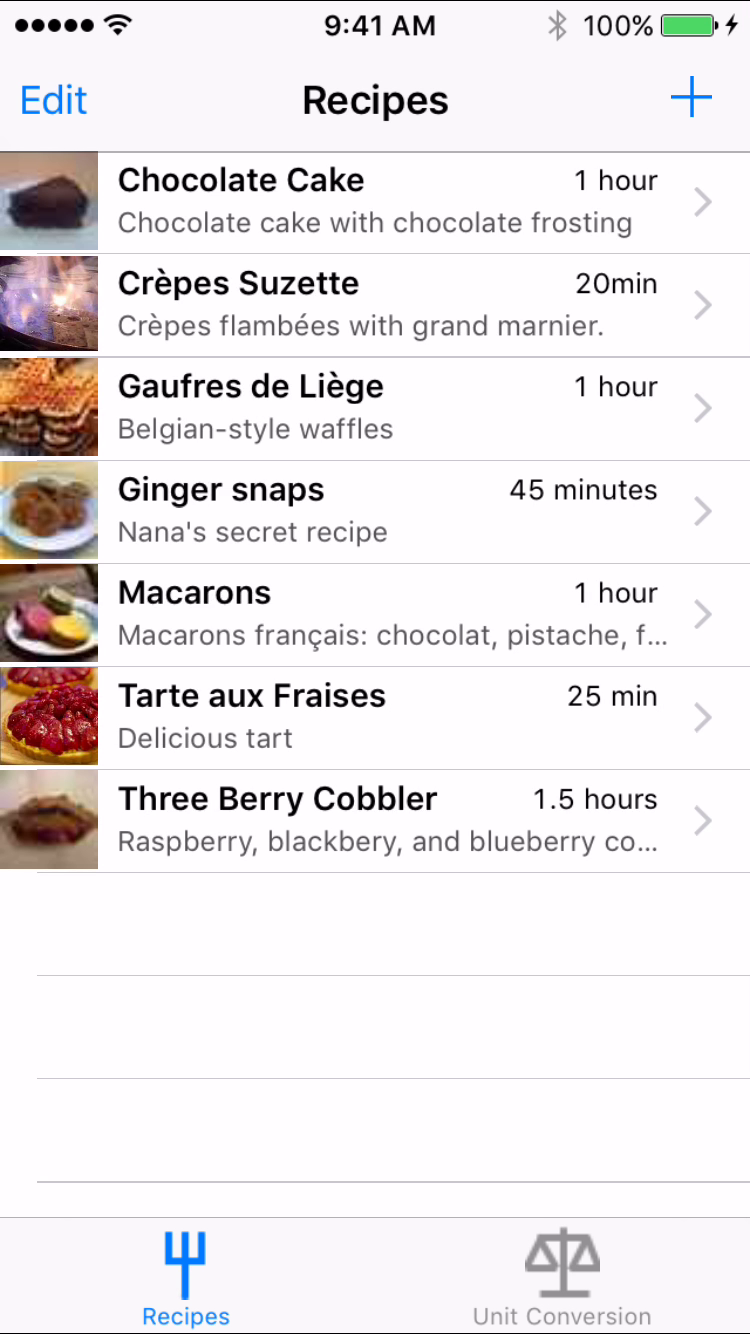 9:41 AM 100%
Edit Recipes
Chocolate Cake 1 hour
Chocolate cake with chocolate frosting
Crèpes Suzette 20min
Crèpes flambées with grand marnier.
Gaufres de Liège 1 hour
Belgian-style waffles
Ginger snaps 45 minutes
Nana's secret recipe
Macarons 1 hour
Macarons français: chocolat, pistache, f...
Tarte aux Fraises 25 min
Delicious tart
Three Berry Cobbler 1.5 hours
Raspberry, blackbery, and blueberry co...
Recipes Unit Conversion